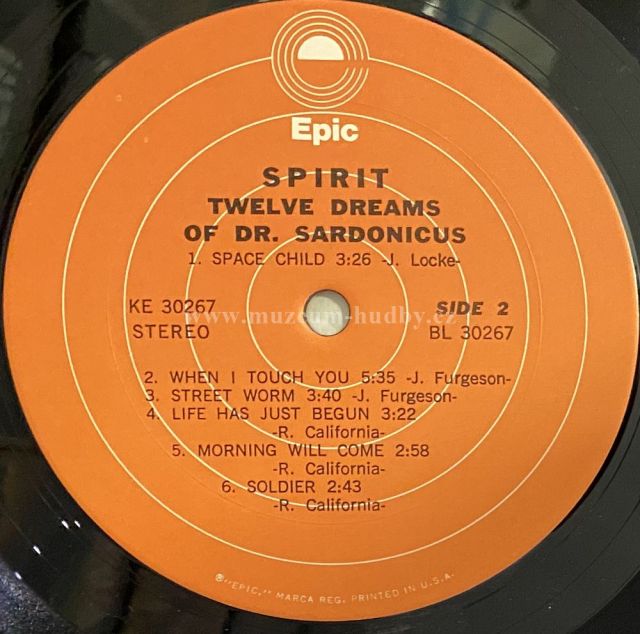 Epic
SPIRIT
TWELVE DREAMS
OF DR. SARDONICUS
1. SPACE CHILD 3:26 -J. Locke-
KE 30267
STEREO
SIDE 2
BL 30267
www.muzeum-hudby.cz
2. WHEN I TOUCH YOU 5:35 -J. Furgeson-
3. STREET WORM 3:40 -J. Furgeson-
4. LIFE HAS JUST BEGUN 3:22
-R. California-
5. MORNING WILL COME 2:58
-R. California-
6. SOLDIER 2:43
-R. California-
®"EPIC," MARCA REG. PRINTED IN U.S.A.